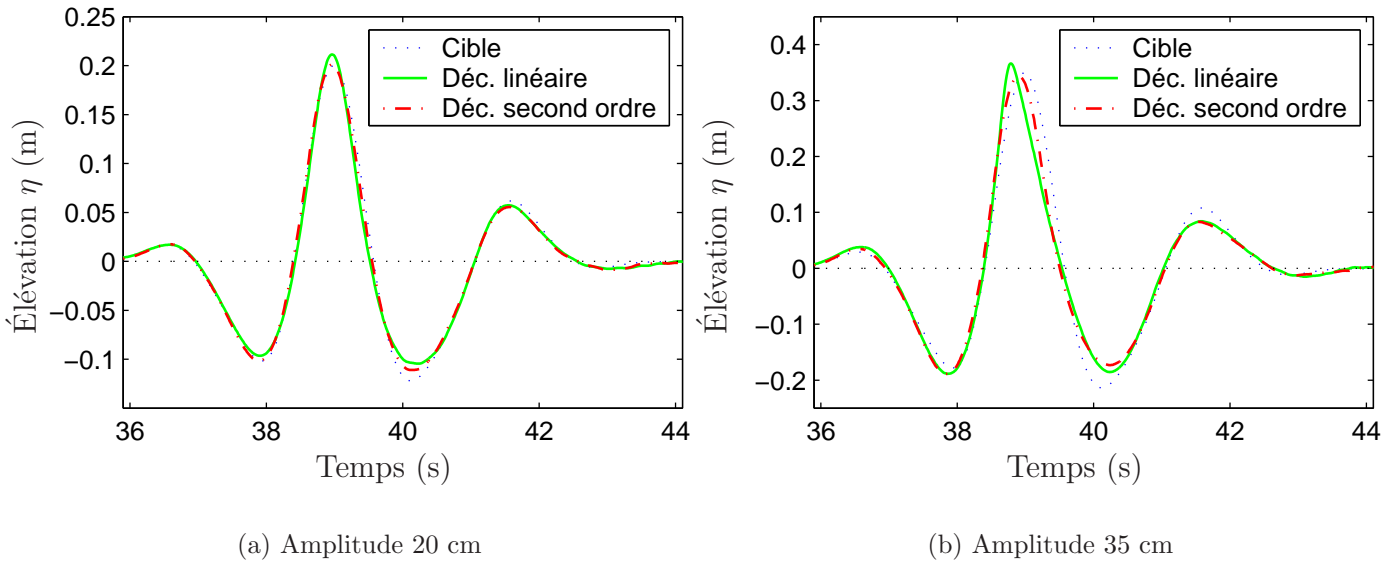 0.25
0.2
0.15
0.1
0.05
0
−0.05
−0.1
36 38 40 42 44
Élévation η (m)
Temps (s)
Cible
Déc. linéaire
Déc. second ordre
(a) Amplitude 20 cm
0.4
0.3
0.2
0.1
0
−0.1
−0.2
36 38 40 42 44
Élévation η (m)
Temps (s)
Cible
Déc. linéaire
Déc. second ordre
(b) Amplitude 35 cm